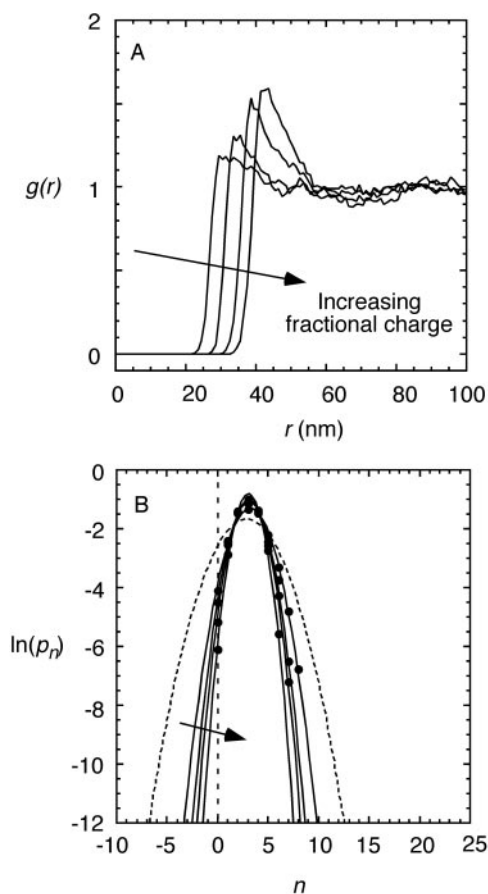 2
A
g(r)
1
Increasing
fractional charge
0
0 20 40 60 80 100
r (nm)
0
B
-2
-4
ln(pn)
-6
-8
-10
-12
-10 -5 0 5 10 15 20 25
n